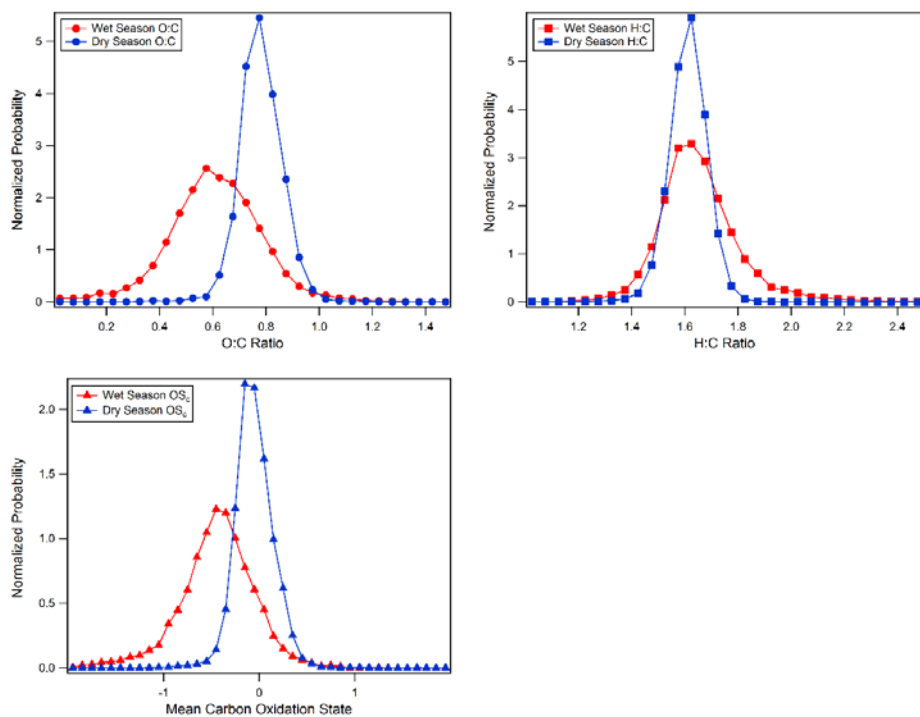 Wet Season O:C
Dry Season O:C
5
4
3
2
1
0
Normalized Probability
0.2 0.4 0.6 0.8 1.0 1.2 1.4
O:C Ratio
Wet Season H:C
Dry Season H:C
5
4
3
2
1
0
Normalized Probability
1.2 1.4 1.6 1.8 2.0 2.2 2.4
H:C Ratio
Wet Season OSc
Dry Season OSc
2.0
1.5
1.0
0.5
0.0
Normalized Probability
-1 0 1
Mean Carbon Oxidation State